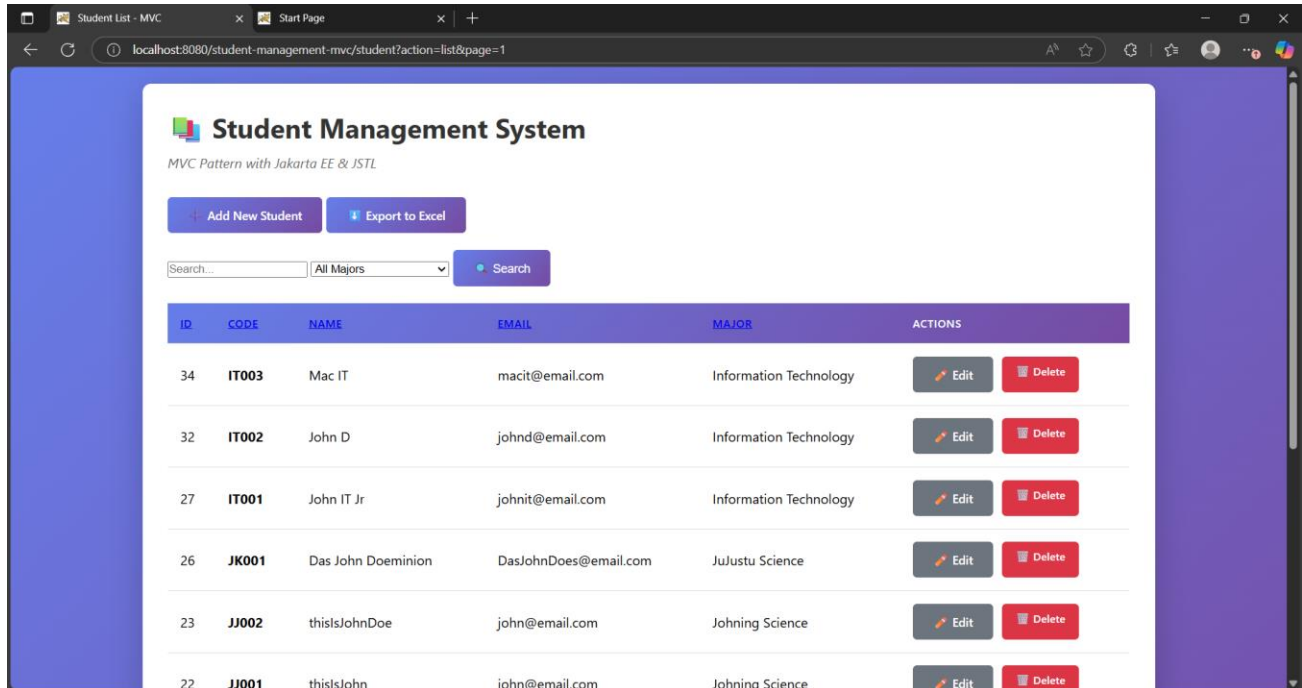 Student List - MVC
Start Page
localhost:8080/student-management-mvc/student?action=list&page=1
Student Management System
MVC Pattern with Jakarta EE & JSTL
Add New Student Export to Excel
Search... All Majors Search
ID CODE NAME EMAIL MAJOR ACTIONS
34 IT003 Mac IT macit@email.com Information Technology Edit Delete
32 IT002 John D johnd@email.com Information Technology Edit Delete
27 IT001 John IT Jr johnit@email.com Information Technology Edit Delete
26 JK001 Das John Doeminion DasJohnDoes@email.com JuJustu Science Edit Delete
23 JJ002 thisIsJohnDoe john@email.com Johning Science Edit Delete
22 JJ001 thisIsJohn john@email.com Johning Science Edit Delete